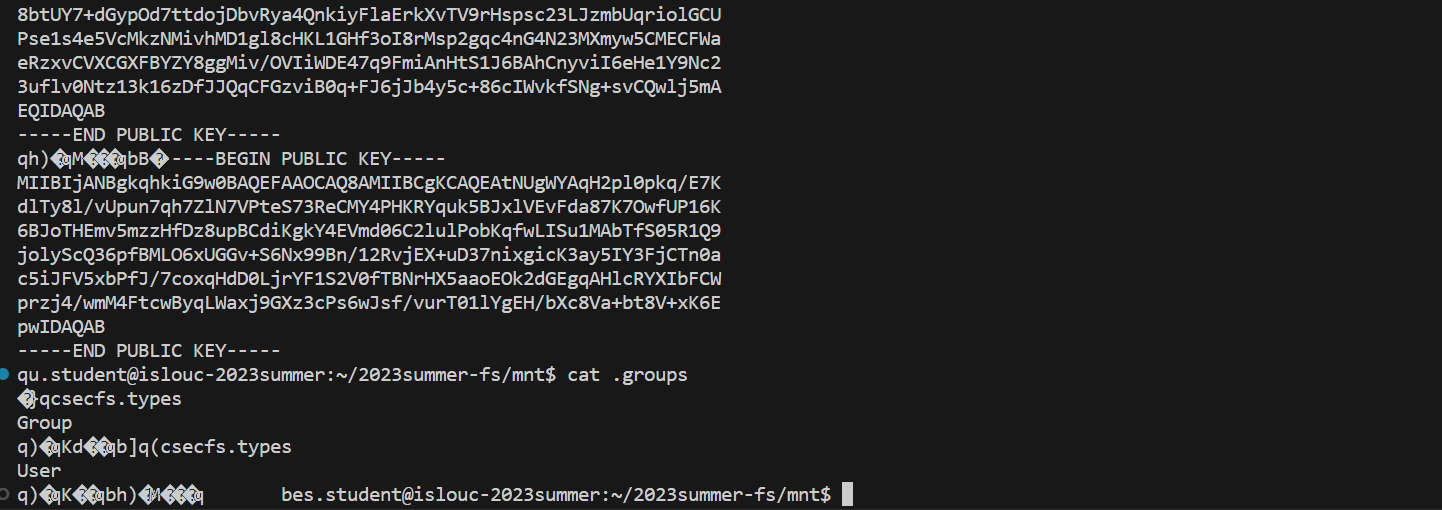 8btUY7+dGypOd7ttdojDbvRya4QnkiyFlaErkXvTV9rHspsc23LJzmbUqriolGCU
Pse1s4e5VcMkzNMivhMD1gl8cHKL1GHf3oI8rMsp2gqc4nG4N23MXmyw5CMECFWa
eRzxvCVXCGXFBYZY8ggMiv/OVIiWDE47q9FmiAnHtS1J6BAhCnyviI6eHe1Y9Nc2
3uflv0Ntz13k16zDfJJQqCFGzviB0q+FJ6jJb4y5c+86cIWvkfSNg+svCQwlj5mA
EQIDAQAB
-----END PUBLIC KEY-----
qh)�qM���qbB�----BEGIN PUBLIC KEY-----
MIIBIjANBgkqhkiG9w0BAQEFAAOCAQ8AMIIBCgKCAQEAtNUgWYAqH2pl0pkq/E7K
dlTy8l/vUpun7qh7ZlN7VPteS73ReCMY4PHKRYquk5BJxlVEvFda87K7OwfUP16K
6BJoTHEmv5mzzHfDz8upBCdiKgkY4EVmd06C2lulPobKqfwLISu1MAbTfS05R1Q9
jolyScQ36pfBMLO6xUGGv+S6Nx99Bn/12RvjEX+uD37nixgicK3ay5IY3FjCTn0a
c5iJFV5xbPfJ/7coxqHdD0LjrYF1S2V0fTBNrHX5aaoEOk2dGEgqAHlcRYXIbFCW
przj4/wmM4FtcwByqLWaxj9GXz3cPs6wJsf/vurT01lYgEH/bXc8Va+bt8V+xK6E
pwIDAQAB
-----END PUBLIC KEY-----
qu.student@islouc-2023summer:~/2023summer-fs/mnt$ cat .groups
�}qcsecfs.types
Group
q)�qKd��qb]q(csecfs.types
User
q)�qK��qbh)�M���q bes.student@islouc-2023summer:~/2023summer-fs/mnt$